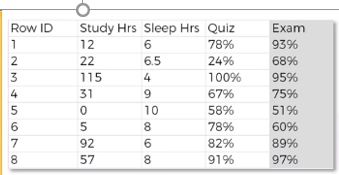 Row ID Study Hrs Sleep Hrs Quiz Exam
1 12 6 78% 93%
2 22 6.5 24% 68%
3 115 4 100% 95%
4 31 9 67% 75%
5 0 10 58% 51%
6 5 8 78% 60%
7 92 6 82% 89%
8 57 8 91% 97%